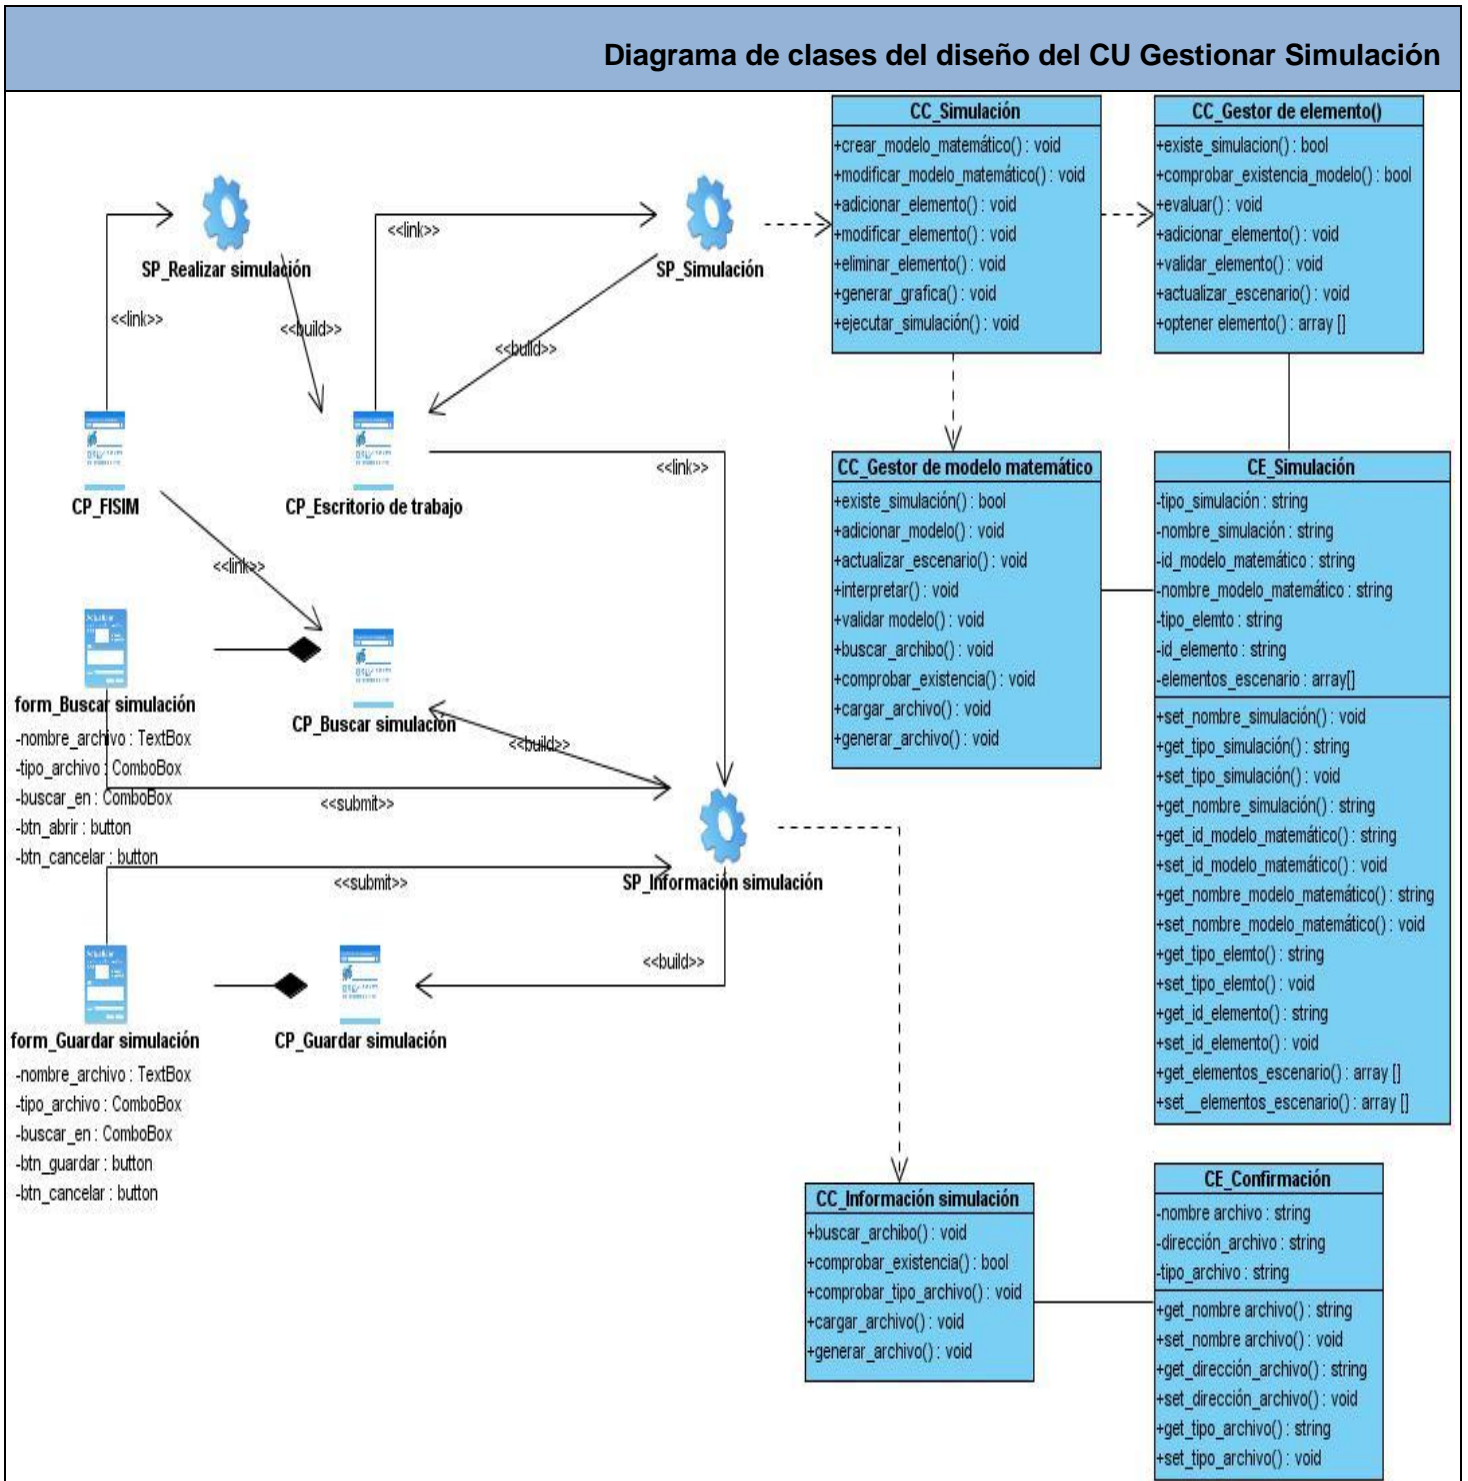 Diagrama de clases del diseño del CU Gestionar Simulación
CC_Simulación
+crear_modelo_matemático() : void
+modificar_modelo_matemático() : void
+adicionar_elemento() : void
+modificar_elemento() : void
+eliminar_elemento() : void
+generar_grafica() : void
+ejecutar_simulación() : void
CC_Gestor de elemento()
+existe_simulacion() : bool
+comprobar_existencia_modelo() : bool
+evaluar() : void
+adicionar_elemento() : void
+validar_elemento() : void
+actualizar_escenario() : void
+optener elemento() : array []
SP_Realizar simulación
<<link>>
SP_Simulación
<<link>>
<<build>>
<<build>>
CP_FISIM
CP_Escritorio de trabajo
<<link>>
<<link>>
CC_Gestor de modelo matemático
+existe_simulación() : bool
+adicionar_modelo() : void
+actualizar_escenario() : void
+interpretar() : void
+validar modelo() : void
+buscar_archibo() : void
+comprobar_existencia() : void
+cargar_archivo() : void
+generar_archivo() : void
CE_Simulación
-tipo_simulación : string
-nombre_simulación : string
-id_modelo_matemático : string
-nombre_modelo_matemático : string
-tipo_elemto : string
-id_elemento : string
-elementos_escenario : array[]
+set_nombre_simulación() : void
+get_tipo_simulación() : string
+set_tipo_simulación() : void
+get_nombre_simulación() : string
+get_id_modelo_matemático() : string
+set_id_modelo_matemático() : void
+get_nombre_modelo_matemático() : string
+set_nombre_modelo_matemático() : void
+get_tipo_elemto() : string
+set_tipo_elemto() : void
+get_id_elemento() : string
+set_id_elemento() : void
+get_elementos_escenario() : array []
+set__elementos_escenario() : array []
form_Buscar simulación
-nombre_archivo : TextBox
-tipo_archivo : ComboBox
-buscar_en : ComboBox
-btn_abrir : button
-btn_cancelar : button
CP_Buscar simulación
<<build>>
<<submit>>
<<submit>>
SP_Información simulación
<<build>>
form_Guardar simulación
-nombre_archivo : TextBox
-tipo_archivo : ComboBox
-buscar_en : ComboBox
-btn_guardar : button
-btn_cancelar : button
CP_Guardar simulación
CC_Información simulación
+buscar_archibo() : void
+comprobar_existencia() : bool
+comprobar_tipo_archivo() : void
+cargar_archivo() : void
+generar_archivo() : void
CE_Confirmación
-nombre archivo : string
-dirección_archivo : string
-tipo_archivo : string
+get_nombre archivo() : string
+set_nombre archivo() : void
+get_dirección_archivo() : string
+set_dirección_archivo() : void
+get_tipo_archivo() : string
+set_tipo_archivo() : void